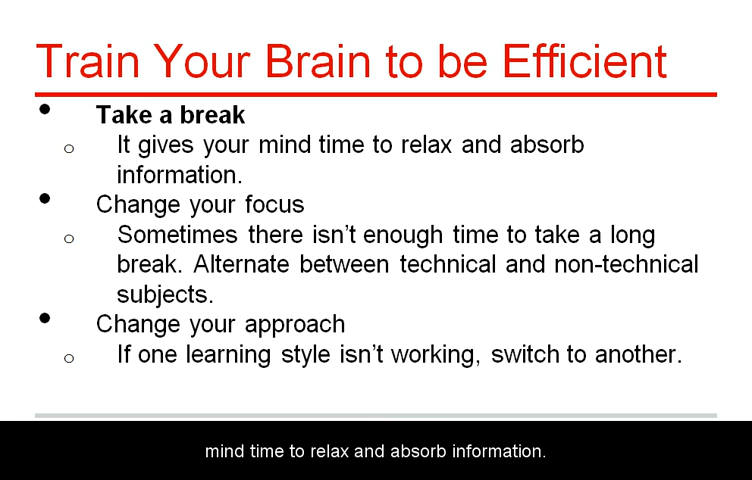 Train Your Brain to be Efficient
• Take a break
o It gives your mind time to relax and absorb
information.
• Change your focus
o Sometimes there isn't enough time to take a long
break. Alternate between technical and non-technical
subjects.
• Change your approach
o If one learning style isn't working, switch to another.
mind time to relax and absorb information.